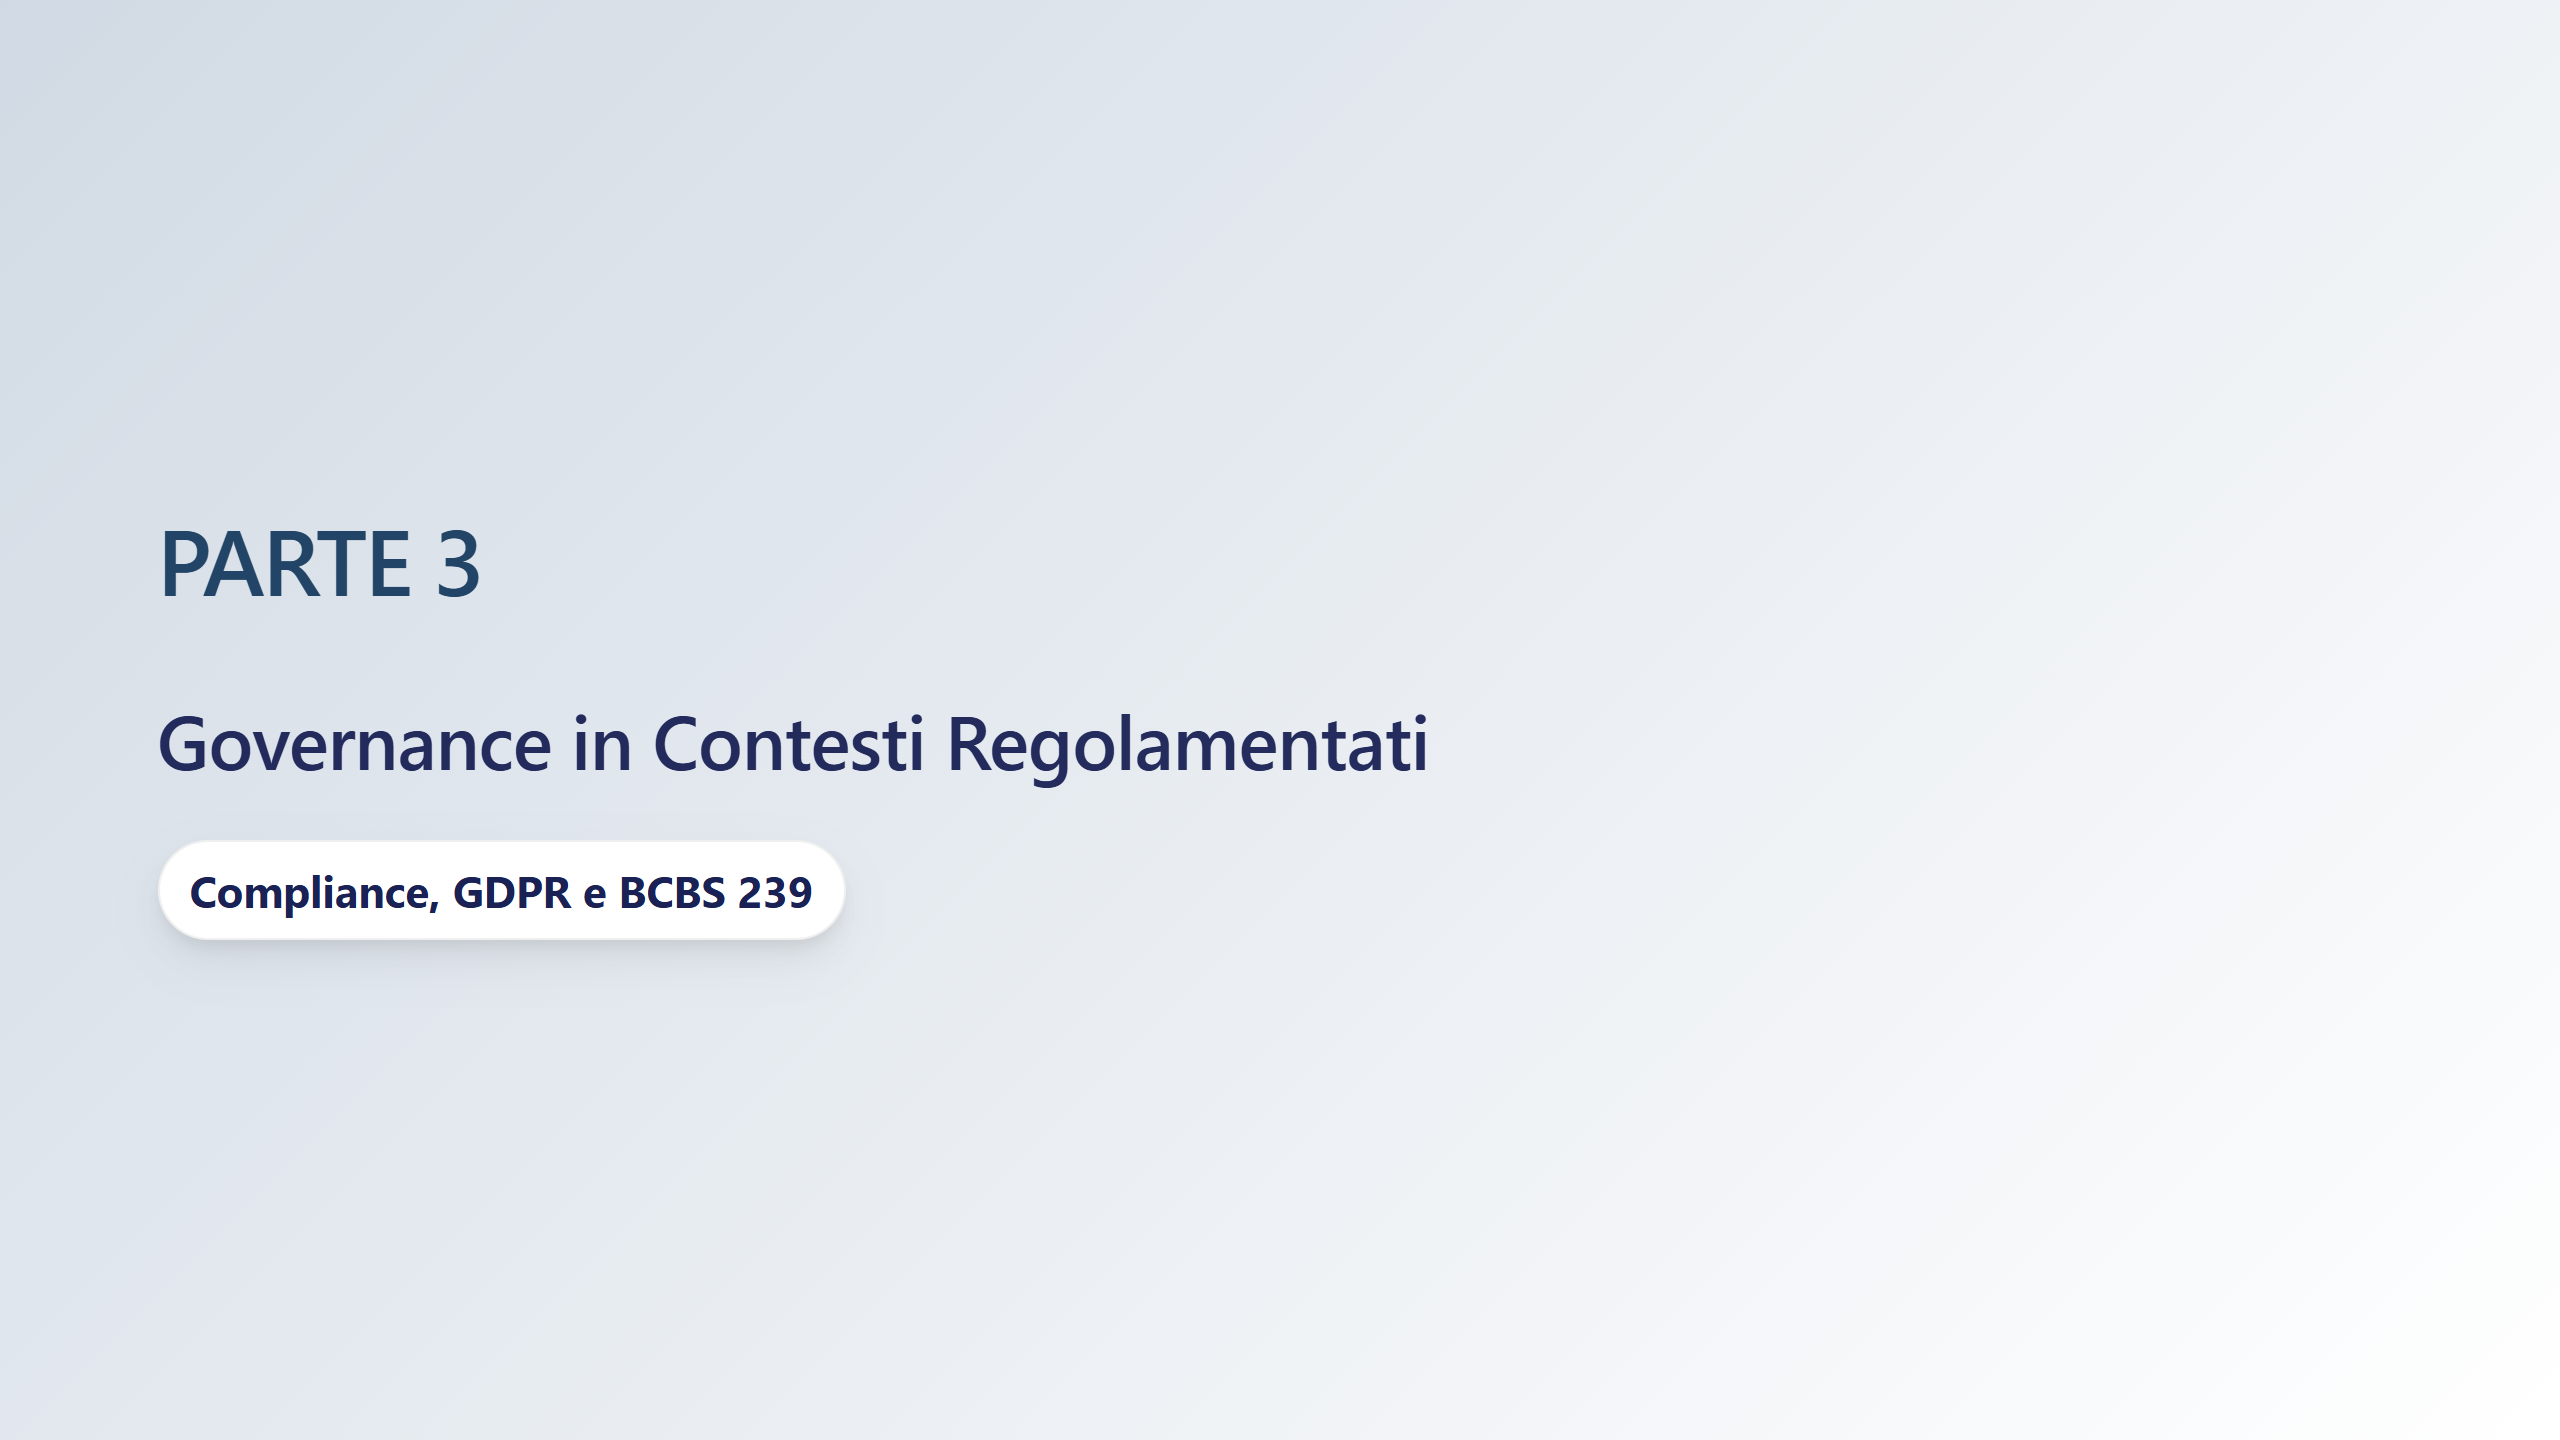 PARTE 3
Governance in Contesti Regolamentati
Compliance, GDPR e BCBS 239